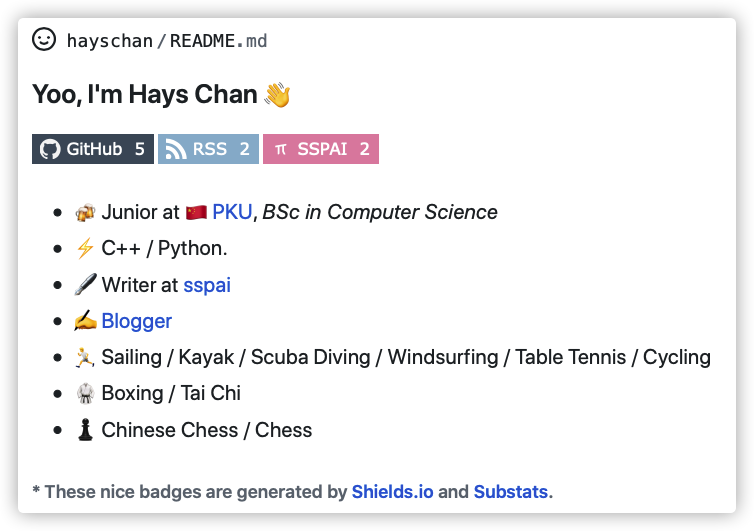 hayschan/README.md
Yoo, I'm Hays Chan 👋
GitHub 5 RSS 2 π SSPAI 2
🍻 Junior at 🇨🇳 PKU, BSc in Computer Science
⚡ C++ / Python.
🖋 Writer at sspai
✍ Blogger
🏃 Sailing / Kayak / Scuba Diving / Windsurfing / Table Tennis / Cycling
🥋 Boxing / Tai Chi
♟ Chinese Chess / Chess
* These nice badges are generated by Shields.io and Substats.